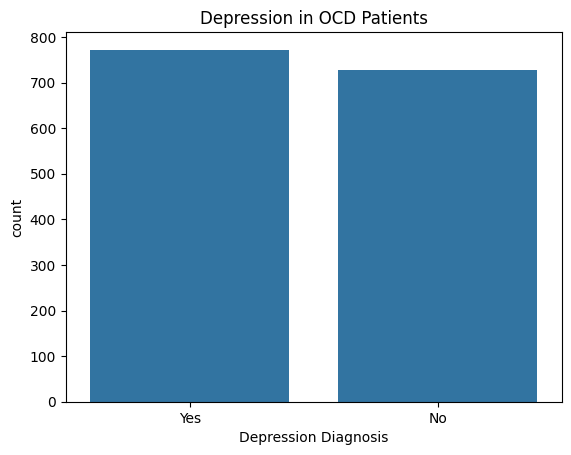 Depression in OCD Patients
800
700
600
500
400
300
200
100
0
count
Yes No
Depression Diagnosis